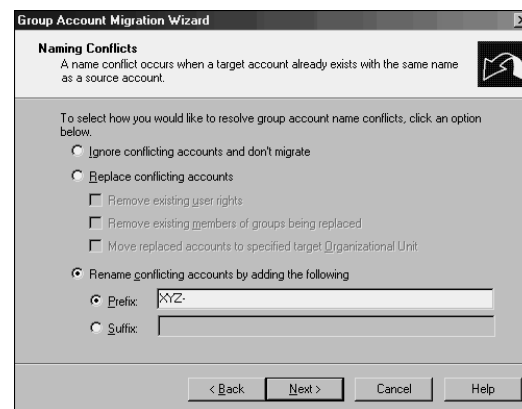 Group Account Migration Wizard
Naming Conflicts
A name conflict occurs when a target account already exists with the same name
as a source account.
To select how you would like to resolve group account name conflicts, click an option
below.
Ignore conflicting accounts and don't migrate
Replace conflicting accounts
Remove existing user rights
Remove existing members of groups being replaced
Move replaced accounts to specified target Organizational Unit
Rename conflicting accounts by adding the following
Prefix: XYZ-
Suffix:
< Back Next > Cancel Help